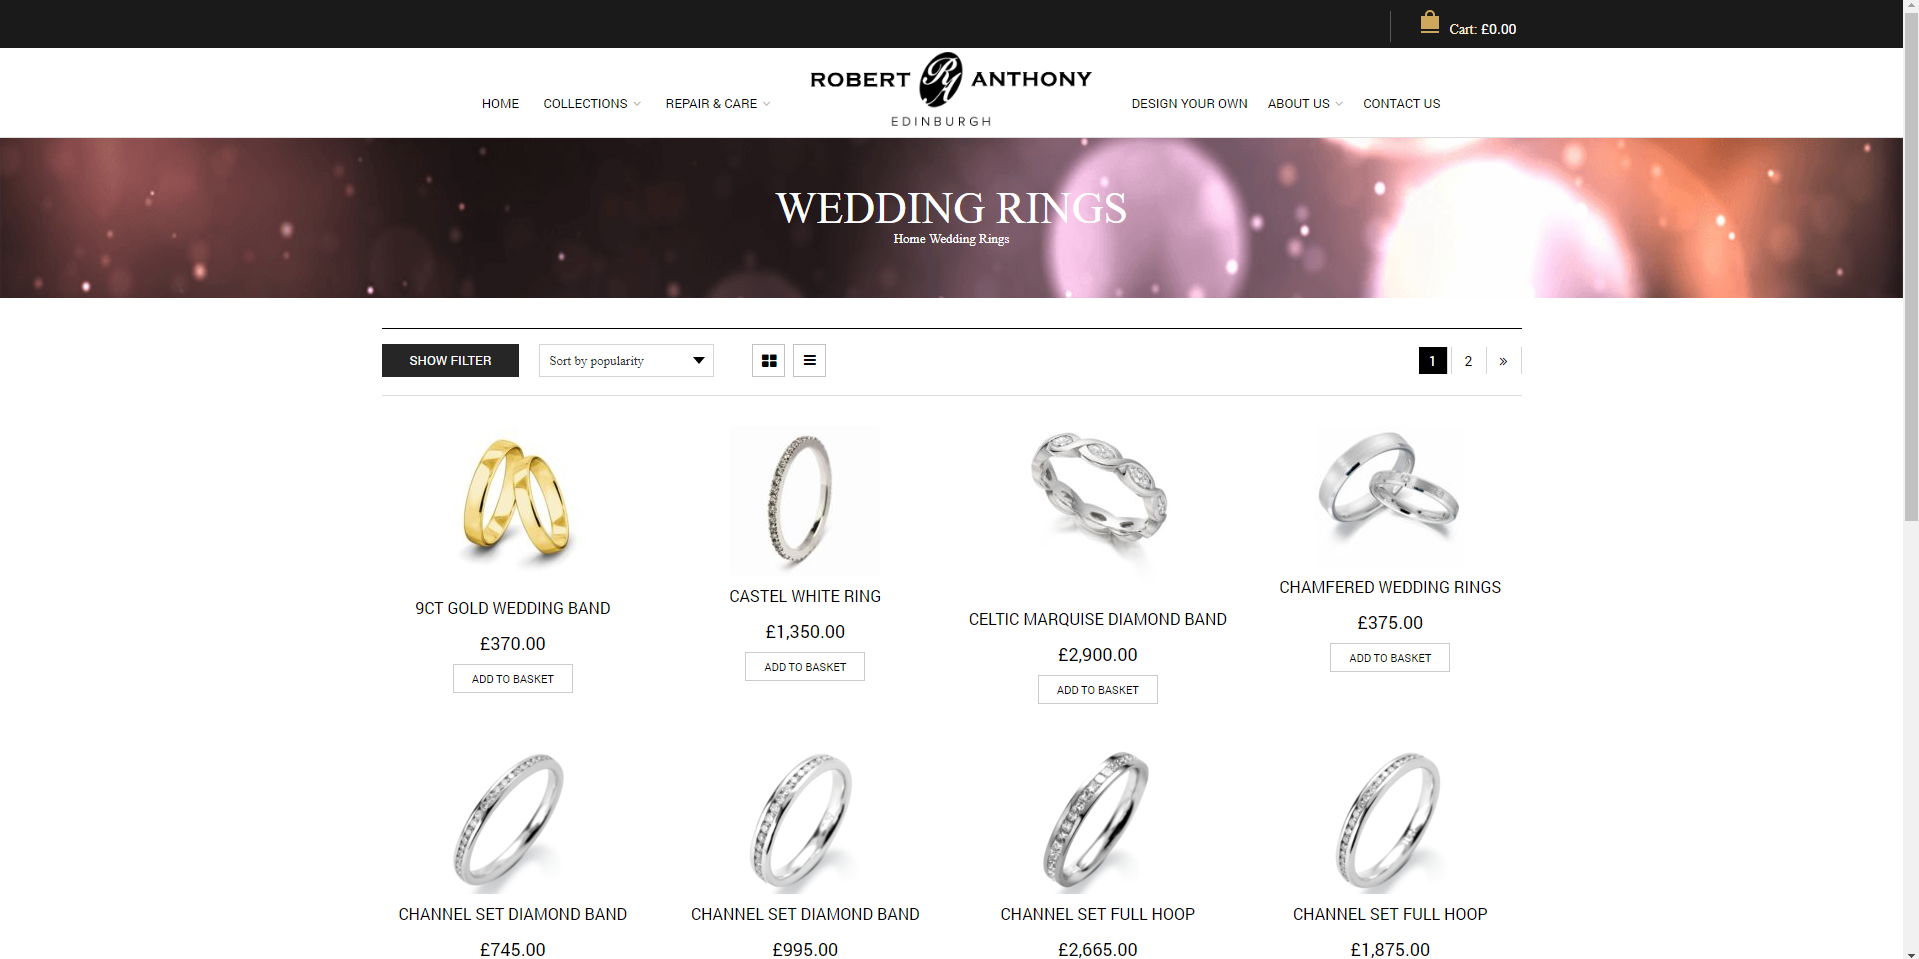 Cart: £0.00
HOME
COLLECTIONS
REPAIR & CARE
ROBERT RA ANTHONY
EDINBURGH
DESIGN YOUR OWN
ABOUT US
CONTACT US
WEDDING RINGS
Home Wedding Rings
SHOW FILTER
Sort by popularity
1
2
»
9CT GOLD WEDDING BAND
£370.00
ADD TO BASKET
CASTEL WHITE RING
£1,350.00
ADD TO BASKET
CELTIC MARQUISE DIAMOND BAND
£2,900.00
ADD TO BASKET
CHAMFERED WEDDING RINGS
£375.00
ADD TO BASKET
CHANNEL SET DIAMOND BAND
£745.00
CHANNEL SET DIAMOND BAND
£995.00
CHANNEL SET FULL HOOP
£2,665.00
CHANNEL SET FULL HOOP
£1,875.00